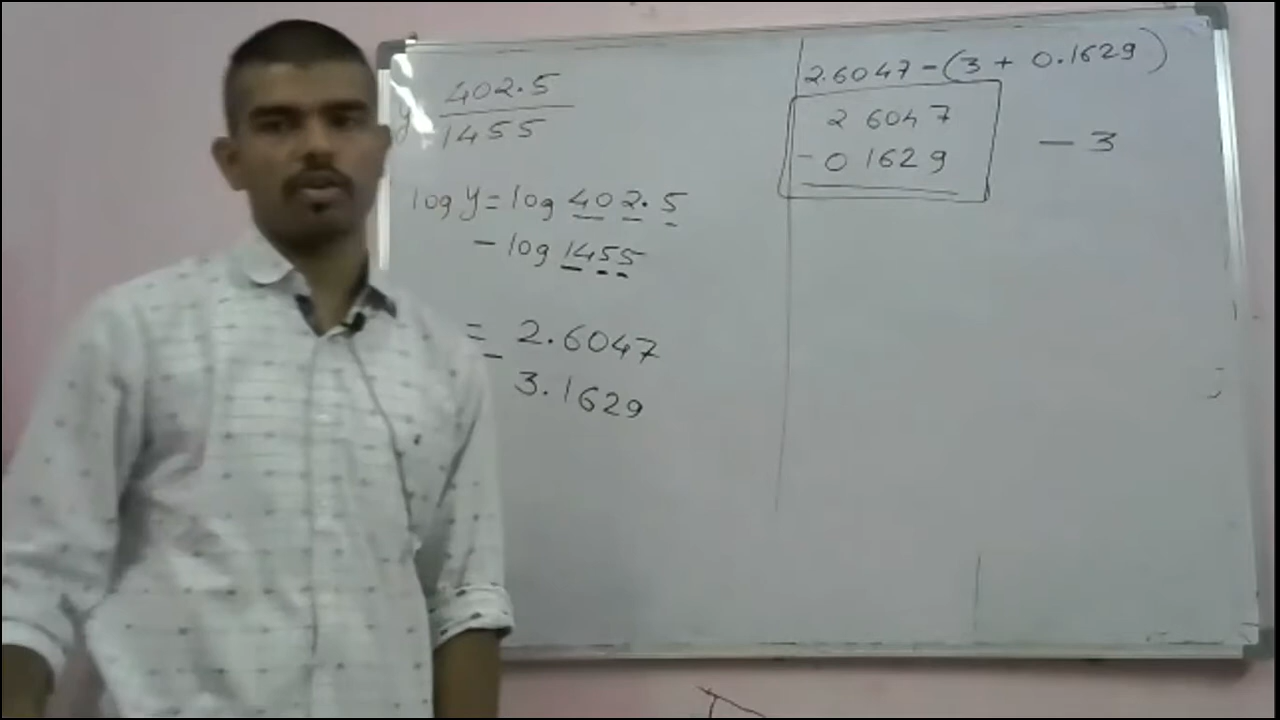 y 402.5
1455
log y = log 402.5
- log 1455
= 2.6047
- 3.1629
2.6047 - (3 + 0.1629)
2 6047
- 0 1629
- 3